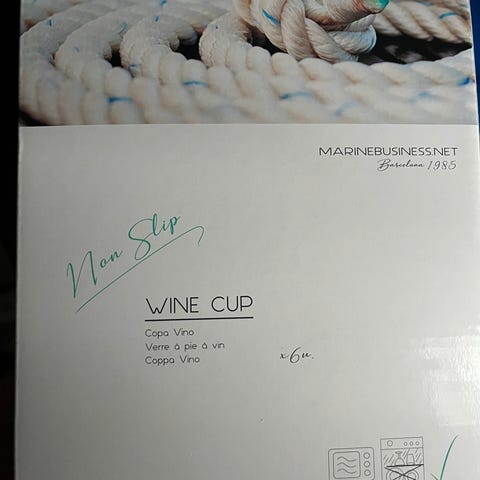 MARINEBUSINESS.NET
Barcelona 1985
Non Slip
WINE CUP
Copa Vino
Verre à pie à vin
Coppa Vino
x6u.